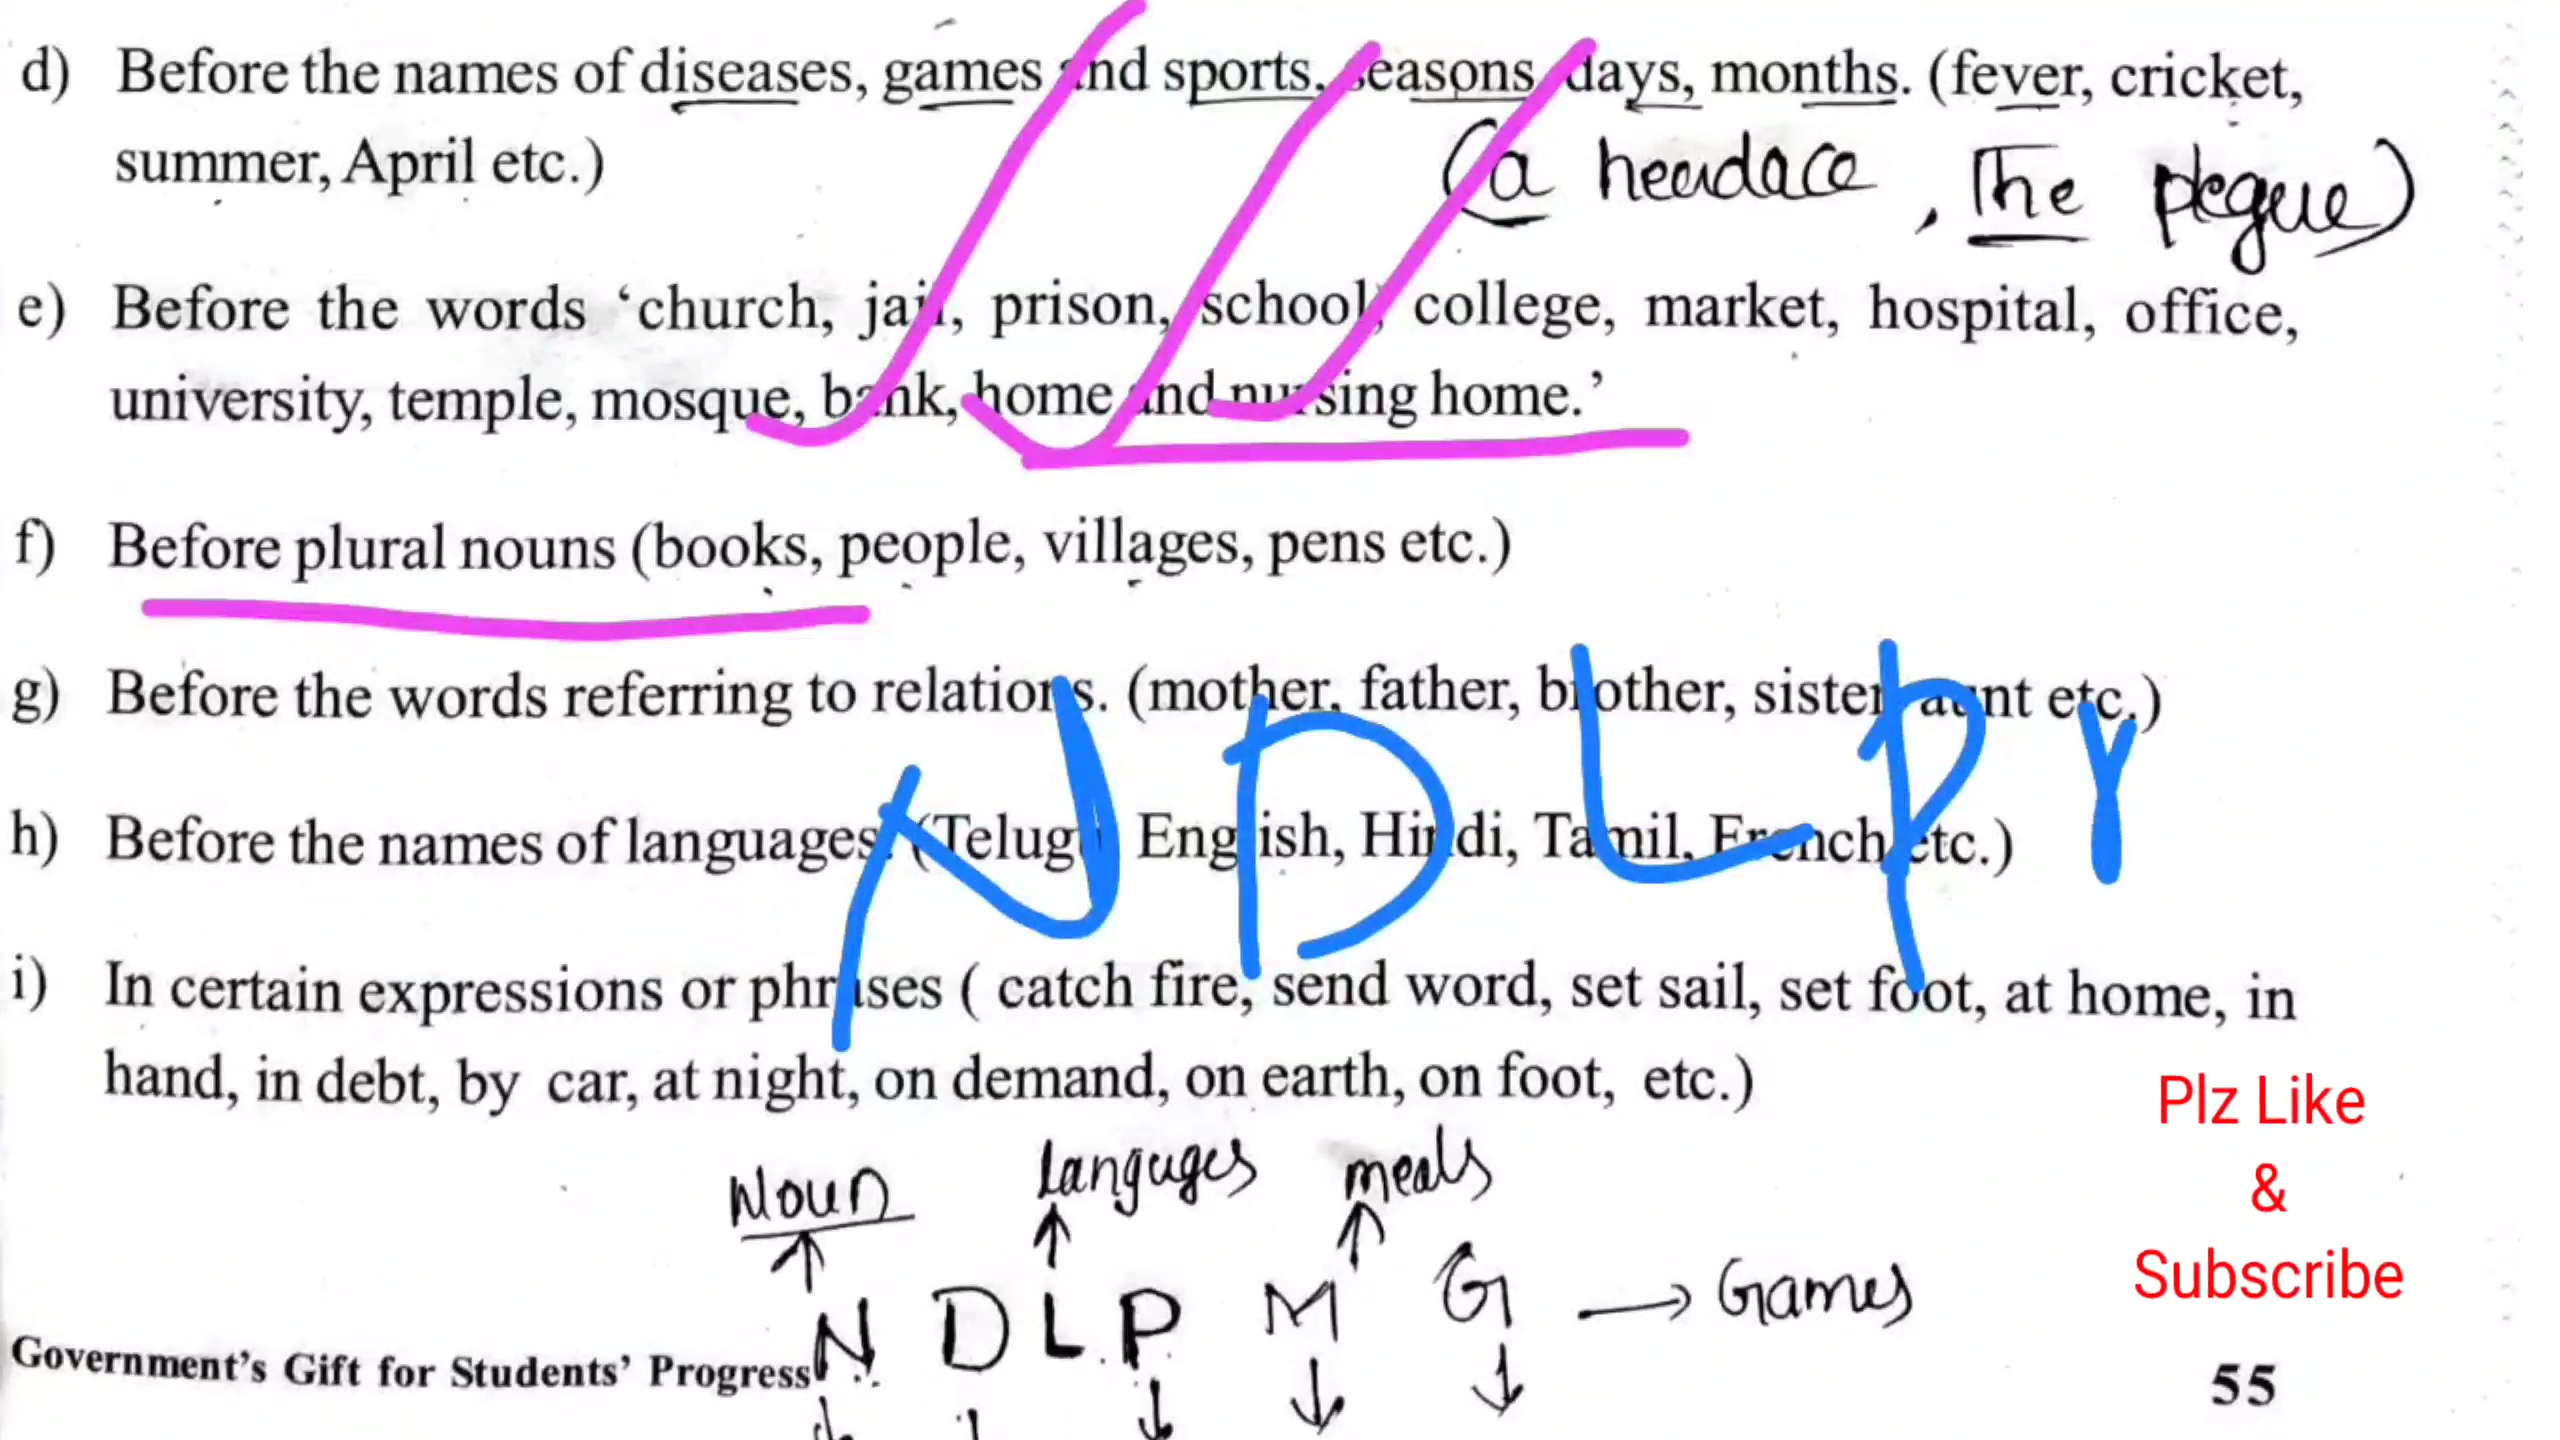 d) Before the names of diseases, games and sports, seasons, days, months. (fever, cricket,
summer, April etc.)
(a headace, The plegue)
e) Before the words ‘church, jail, prison, school, college, market, hospital, office,
university, temple, mosque, bank, home and nursing home.’
f) Before plural nouns (books, people, villages, pens etc.)
g) Before the words referring to relations. (mother, father, brother, sister, aunt etc.)
N D L P Y
h) Before the names of languages. (Telugu, English, Hindi, Tamil, French etc.)
i) In certain expressions or phrases ( catch fire, send word, set sail, set foot, at home, in
hand, in debt, by car, at night, on demand, on earth, on foot, etc.)
Plz Like
&
Subscribe
Noun languges meals
N D L P M G → Games
Government’s Gift for Students’ Progress 55